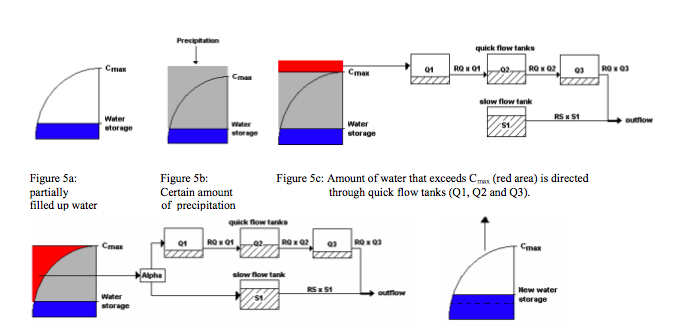 Precipitation
quick flow tanks
Cmax
Cmax
Cmax
Q1
RQ x Q1
Q2
RQ x Q2
Q3
RQ x Q3
slow flow tank
Water
storage
Water
storage
Water
storage
S1
RS x S1
outflow
Figure 5a:
partially
filled up water
Figure 5b:
Certain amount
of precipitation
Figure 5c: Amount of water that exceeds Cmax (red area) is directed
through quick flow tanks (Q1, Q2 and Q3).
quick flow tanks
Cmax
Q1
RQ x Q1
Q2
RQ x Q2
Q3
RQ x Q3
Cmax
Alpha
slow flow tank
Water
storage
S1
RS x S1
outflow
New water
storage